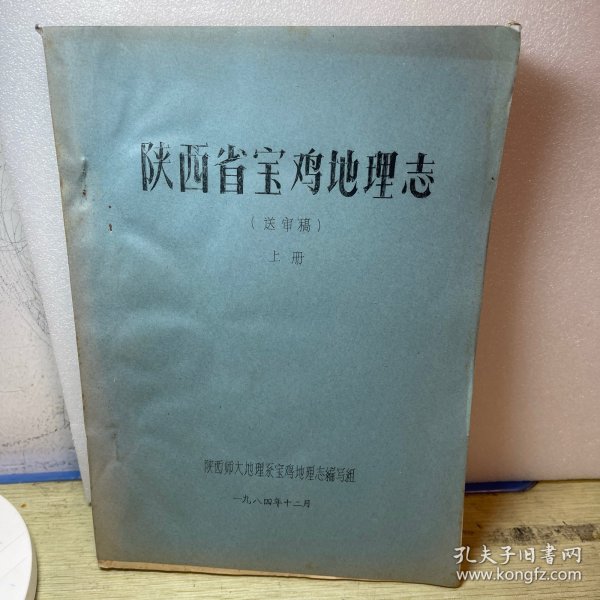 陕西省宝鸡地理志
（送审稿）
上册
陕西师大地理系宝鸡地理志编写组
一九八四年十二月
孔夫子旧书网
www.kongfz.com